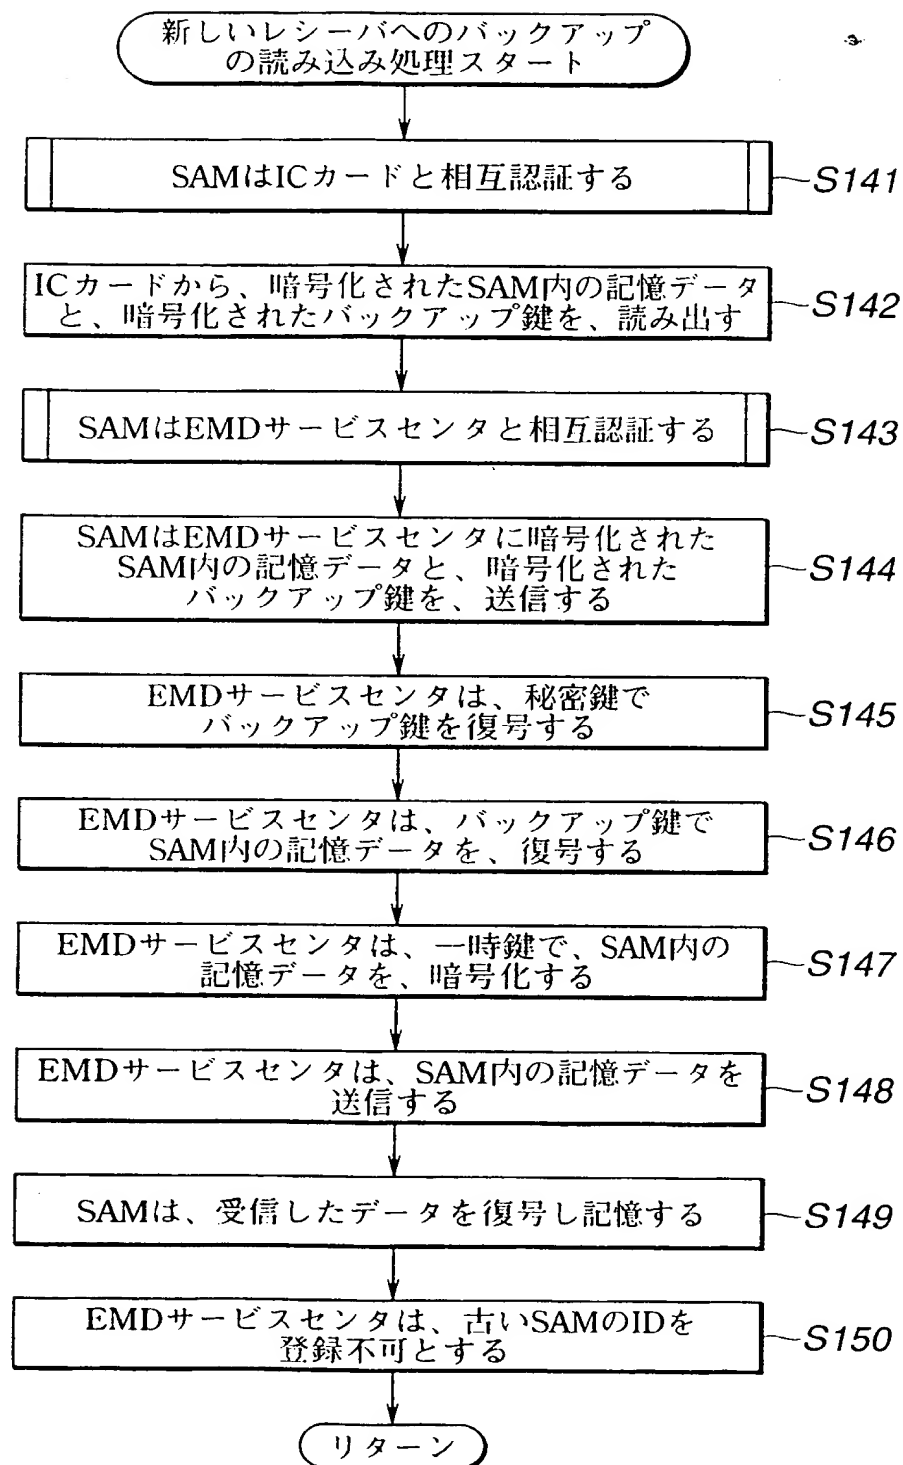 新しいレシーバへのバックアップ
の読み込み処理スタート
SAMはICカードと相互認証する
S141
ICカードから、暗号化されたSAM内の記憶データ
と、暗号化されたバックアップ鍵を、読み出す
S142
SAMはEMDサービスセンタと相互認証する
S143
SAMはEMDサービスセンタに暗号化された
SAM内の記憶データと、暗号化された
バックアップ鍵を、送信する
S144
EMDサービスセンタは、秘密鍵で
バックアップ鍵を復号する
S145
EMDサービスセンタは、バックアップ鍵で
SAM内の記憶データを、復号する
S146
EMDサービスセンタは、一時鍵で、SAM内の
記憶データを、暗号化する
S147
EMDサービスセンタは、SAM内の記憶データを
送信する
S148
SAMは、受信したデータを復号し記憶する
S149
EMDサービスセンタは、古いSAMのIDを
登録不可とする
S150
リターン